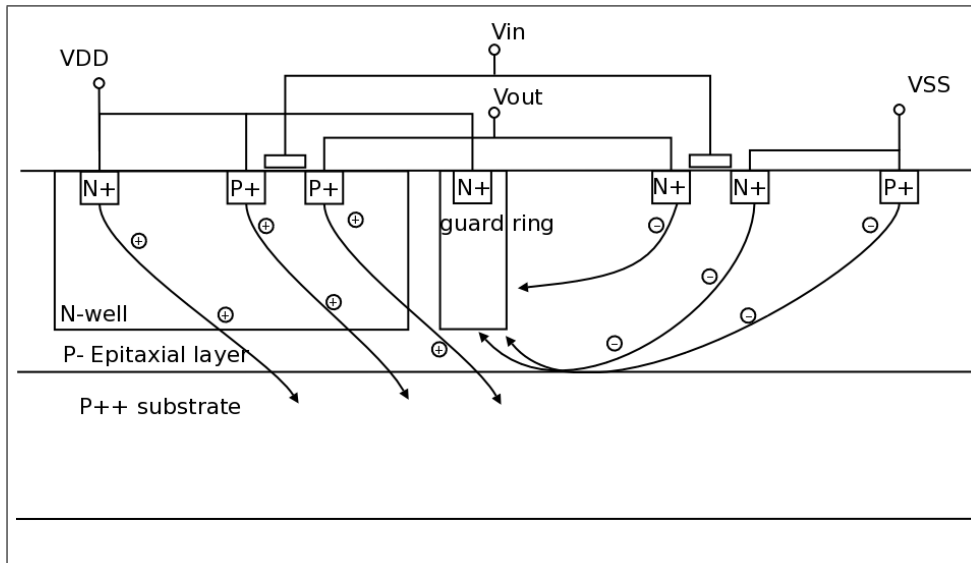 Vin
VDD
Vout
VSS
N+ P+ P+ N+ N+ N+ P+
guard ring
N-well
P- Epitaxial layer
P++ substrate